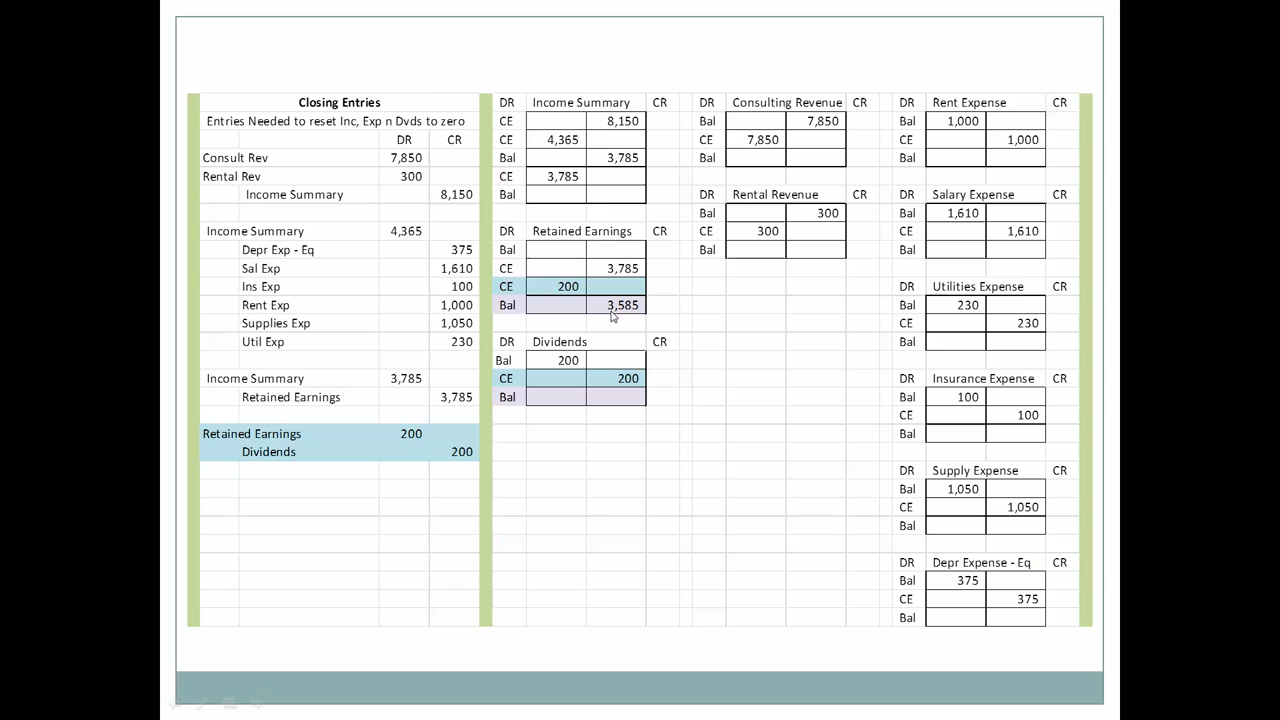 Closing Entries
Entries Needed to reset Inc, Exp n Dvds to zero
DR CR
Consult Rev 7,850
Rental Rev 300
Income Summary 8,150
Income Summary 4,365
Depr Exp - Eq 375
Sal Exp 1,610
Ins Exp 100
Rent Exp 1,000
Supplies Exp 1,050
Util Exp 230
Income Summary 3,785
Retained Earnings 3,785
Retained Earnings 200
Dividends 200
DR Income Summary CR
CE 8,150
CE 4,365
Bal 3,785
CE 3,785
Bal
DR Retained Earnings CR
Bal
CE 3,785
CE 200
Bal 3,585
DR Dividends CR
Bal 200
CE 200
Bal
DR Consulting Revenue CR
Bal 7,850
CE 7,850
Bal
DR Rental Revenue CR
Bal 300
CE 300
Bal
DR Rent Expense CR
Bal 1,000
CE 1,000
Bal
DR Salary Expense CR
Bal 1,610
CE 1,610
Bal
DR Utilities Expense CR
Bal 230
CE 230
Bal
DR Insurance Expense CR
Bal 100
CE 100
Bal
DR Supply Expense CR
Bal 1,050
CE 1,050
Bal
DR Depr Expense - Eq CR
Bal 375
CE 375
Bal